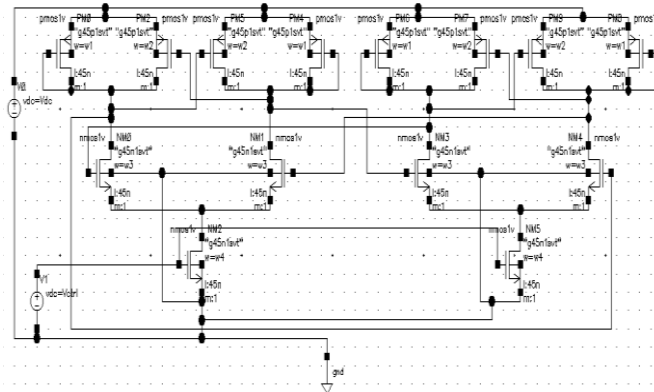 pmos1v PM0 PM2 pmos1v pmos1v PM5 PM4 pmos1v pmos1v PM6 PM7 pmos1v pmos1v PM9 PM8 pmos1v
"g45p1svt" "g45p1svt" "g45p1svt" "g45p1svt" "g45p1svt" "g45p1svt" "g45p1svt" "g45p1svt"
w=w1 w=w2 w=w2 w=w1 w=w1 w=w2 w=w2 w=w1
l:45n l:45n l:45n l:45n l:45n l:45n l:45n l:45n
m:1 m:1 m:1 m:1 m:1 m:1 m:1 m:1
V0
vdc=Vdc
nmos1v NM0 NM1 nmos1v nmos1v NM3 NM4 nmos1v
"g45n1svt" "g45n1svt" "g45n1svt" "g45n1svt"
w=w3 w=w3 w=w3 w=w3
l:45n l:45n l:45n l:45n
m:1 m:1 m:1 m:1
nmos1v NM2 nmos1v NM5
"g45n1svt" "g45n1svt"
w=w4 w=w4
l:45n l:45n
m:1 m:1
V1
vdc=Vctrl
gnd